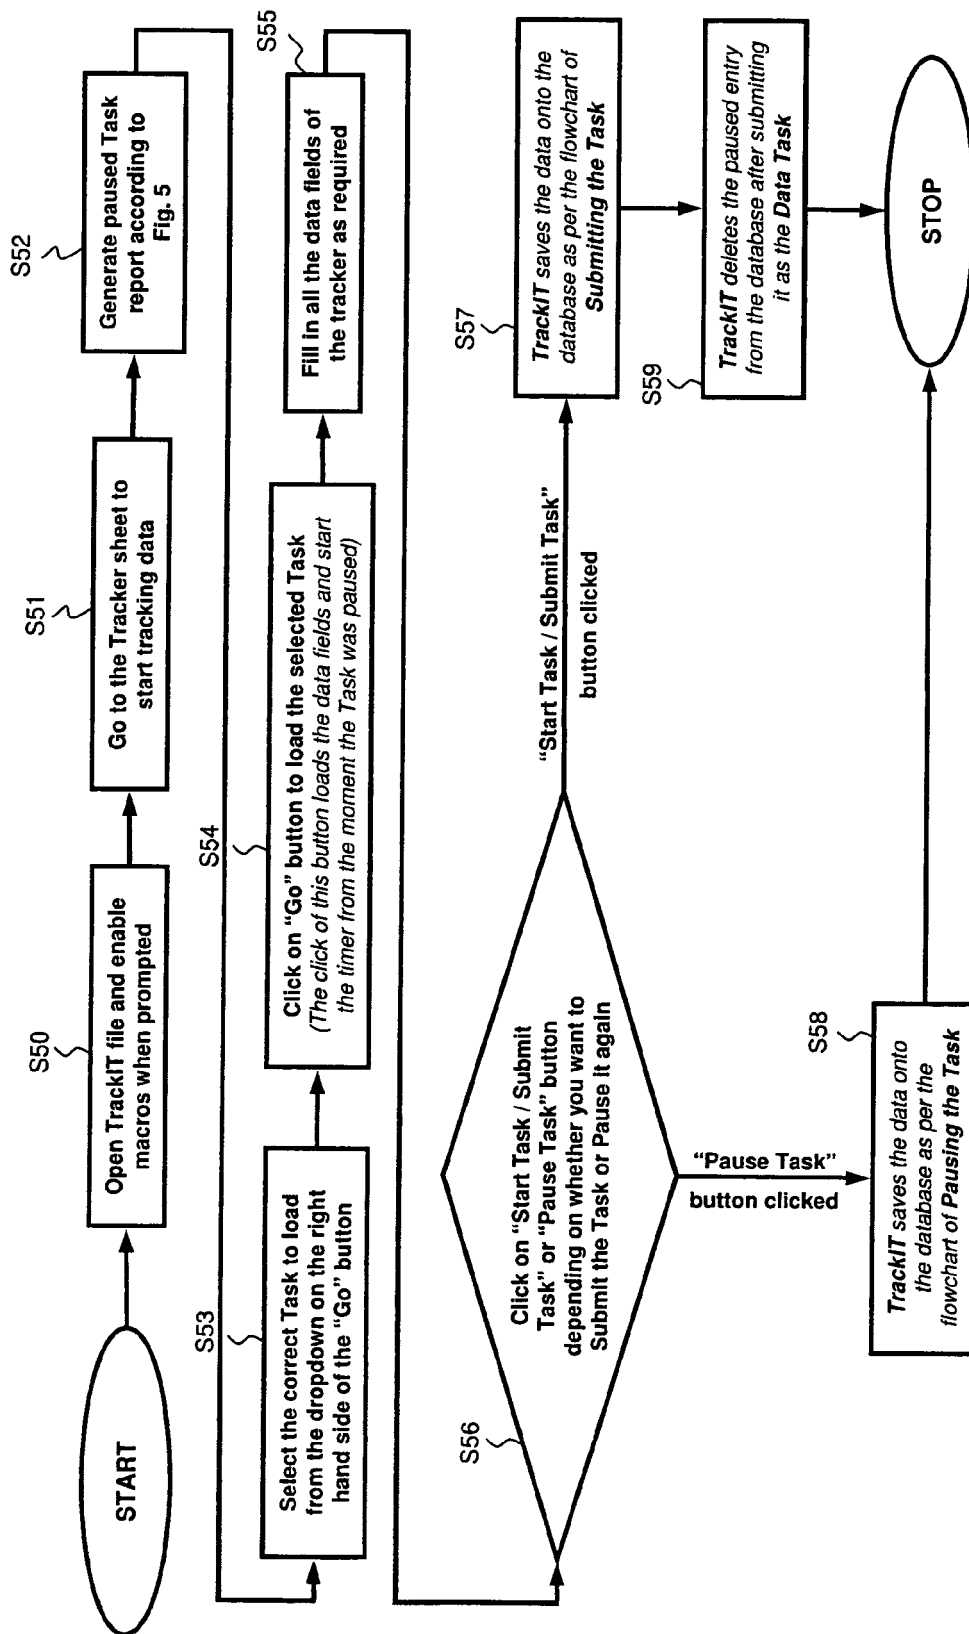 START
S50
Open TrackIT file and enable
macros when prompted
S51
Go to the Tracker sheet to
start tracking data
S52
Generate paused Task
report according to
Fig. 5
S53
Select the correct Task to load
from the dropdown on the right
hand side of the “Go” button
S54
Click on “Go” button to load the selected Task
(The click of this button loads the data fields and start
the timer from the moment the Task was paused)
S55
Fill in all the data fields of
the tracker as required
S56
Click on “Start Task / Submit
Task” or “Pause Task” button
depending on whether you want to
Submit the Task or Pause it again
“Start Task / Submit Task”
button clicked
S57
TrackIT saves the data onto the
database as per the flowchart of
Submitting the Task
S59
TrackIT deletes the paused entry
from the database after submitting
it as the Data Task
“Pause Task”
button clicked
S58
TrackIT saves the data onto
the database as per the
flowchart of Pausing the Task
STOP